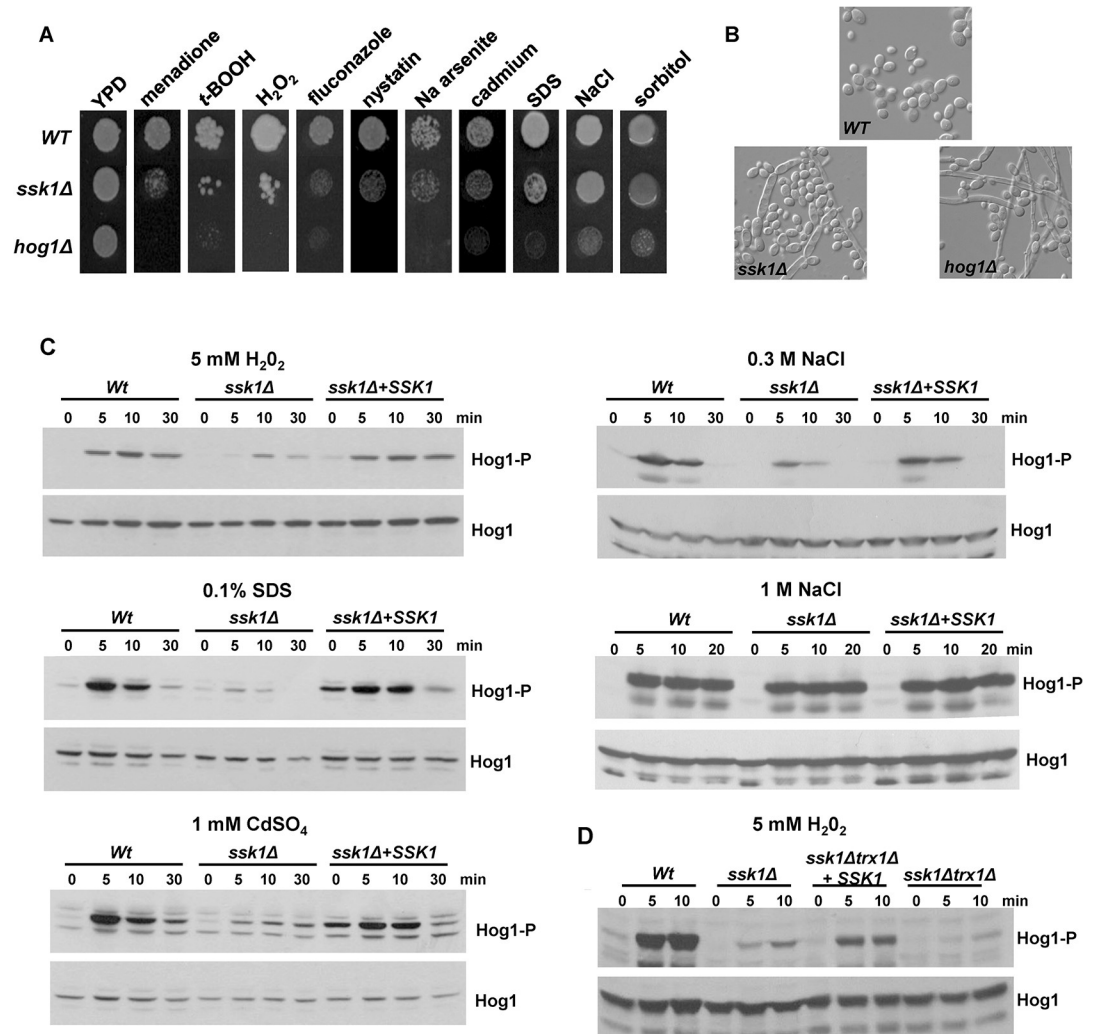 A
YPD
menadione
t-BOOH
H₂O₂
fluconazole
nystatin
Na arsenite
cadmium
SDS
NaCl
sorbitol
WT
ssk1Δ
hog1Δ
B
WT
ssk1Δ
hog1Δ
C
5 mM H₂0₂
Wt ssk1Δ ssk1Δ+SSK1
0 5 10 30 0 5 10 30 0 5 10 30 min
Hog1-P
Hog1
0.3 M NaCl
Wt ssk1Δ ssk1Δ+SSK1
0 5 10 30 0 5 10 30 0 5 10 30 min
Hog1-P
Hog1
0.1% SDS
Wt ssk1Δ ssk1Δ+SSK1
0 5 10 30 0 5 10 30 0 5 10 30 min
Hog1-P
Hog1
1 M NaCl
Wt ssk1Δ ssk1Δ+SSK1
0 5 10 20 0 5 10 20 0 5 10 20 min
Hog1-P
Hog1
1 mM CdSO₄
Wt ssk1Δ ssk1Δ+SSK1
0 5 10 30 0 5 10 30 0 5 10 30 min
Hog1-P
Hog1
D
5 mM H₂0₂
Wt ssk1Δ ssk1Δtrx1Δ + SSK1 ssk1Δtrx1Δ
0 5 10 0 5 10 0 5 10 0 5 10 min
Hog1-P
Hog1